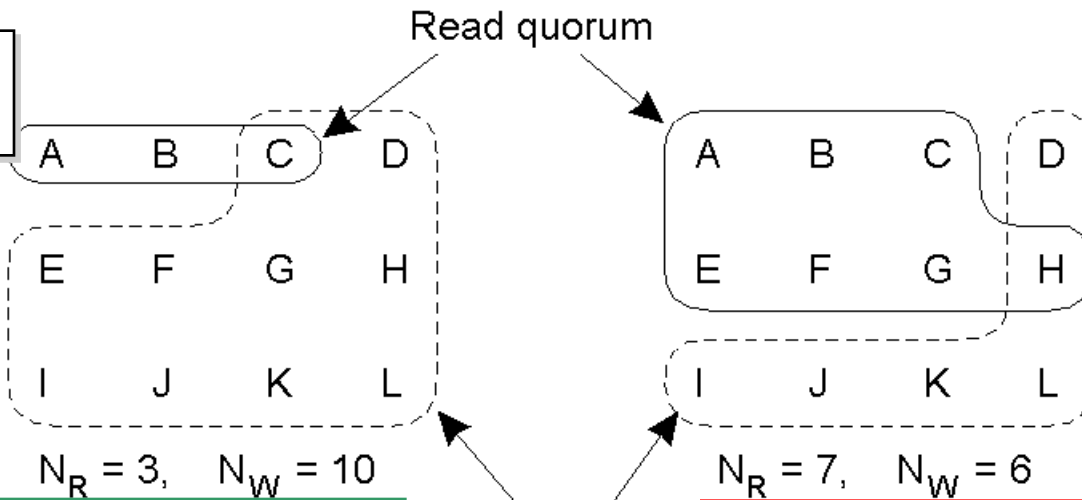 Read quorum
A B C D
E F G H
I J K L
N_R = 3, N_W = 10
A B C D
E F G H
I J K L
N_R = 7, N_W = 6